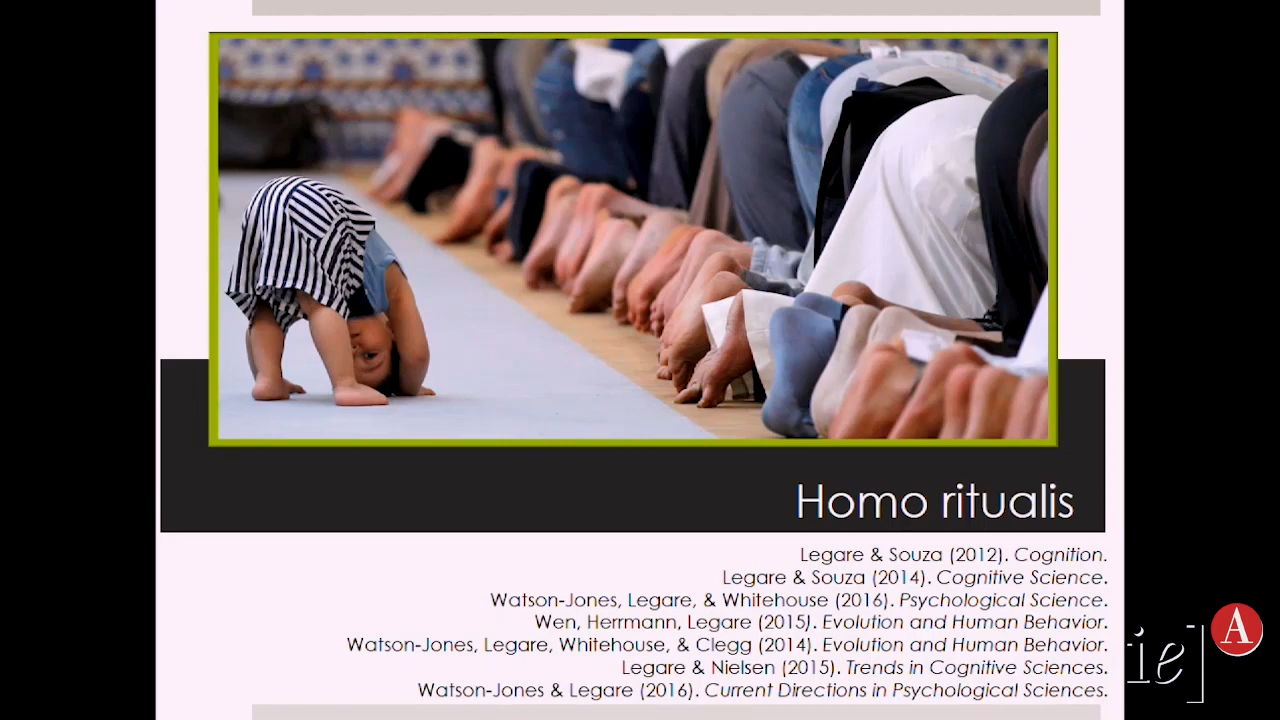 Homo ritualis
Legare & Souza (2012). Cognition.
Legare & Souza (2014). Cognitive Science.
Watson-Jones, Legare, & Whitehouse (2016). Psychological Science.
Wen, Herrmann, Legare (2015). Evolution and Human Behavior.
Watson-Jones, Legare, Whitehouse, & Clegg (2014). Evolution and Human Behavior.
Legare & Nielsen (2015). Trends in Cognitive Sciences.
Watson-Jones & Legare (2016). Current Directions in Psychological Sciences.
ie]
A